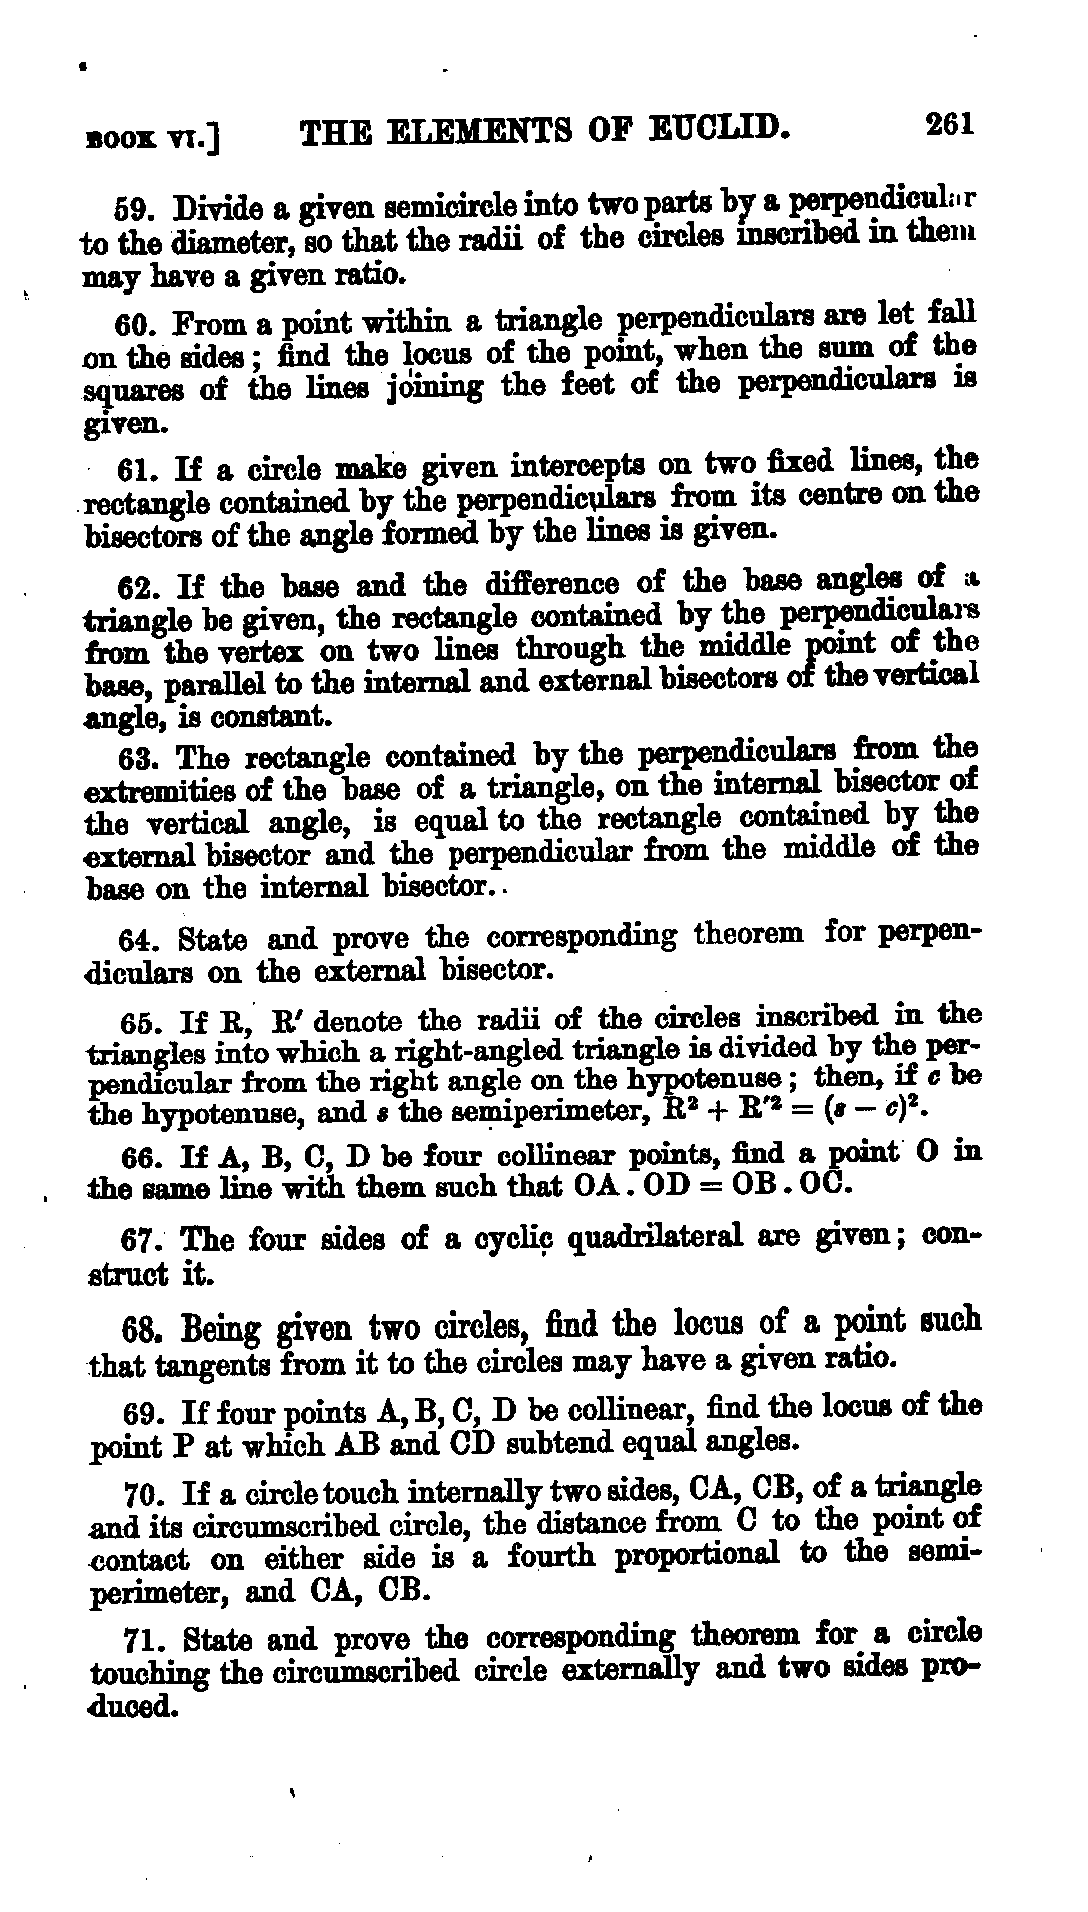 BOOK VI.] THE ELEMENTS OF EUCLID. 261
59. Divide a given semicircle into two parts by a perpendicular
to the diameter, so that the radii of the circles inscribed in them
may have a given ratio.
60. From a point within a triangle perpendiculars are let fall
on the sides; find the locus of the point, when the sum of the
squares of the lines joining the feet of the perpendiculars is
given.
61. If a circle make given intercepts on two fixed lines, the
rectangle contained by the perpendiculars from its centre on the
bisectors of the angle formed by the lines is given.
62. If the base and the difference of the base angles of a
triangle be given, the rectangle contained by the perpendiculars
from the vertex on two lines through the middle point of the
base, parallel to the internal and external bisectors of the vertical
angle, is constant.
63. The rectangle contained by the perpendiculars from the
extremities of the base of a triangle, on the internal bisector of
the vertical angle, is equal to the rectangle contained by the
external bisector and the perpendicular from the middle of the
base on the internal bisector.
64. State and prove the corresponding theorem for perpen-
diculars on the external bisector.
65. If R, R′ denote the radii of the circles inscribed in the
triangles into which a right-angled triangle is divided by the per-
pendicular from the right angle on the hypotenuse; then, if c be
the hypotenuse, and s the semiperimeter, R² + R′² = (s − c)².
66. If A, B, C, D be four collinear points, find a point O in
the same line with them such that OA . OD = OB . OC.
67. The four sides of a cyclic quadrilateral are given; con-
struct it.
68. Being given two circles, find the locus of a point such
that tangents from it to the circles may have a given ratio.
69. If four points A, B, C, D be collinear, find the locus of the
point P at which AB and CD subtend equal angles.
70. If a circle touch internally two sides, CA, CB, of a triangle
and its circumscribed circle, the distance from C to the point of
contact on either side is a fourth proportional to the semi-
perimeter, and CA, CB.
71. State and prove the corresponding theorem for a circle
touching the circumscribed circle externally and two sides pro-
duced.